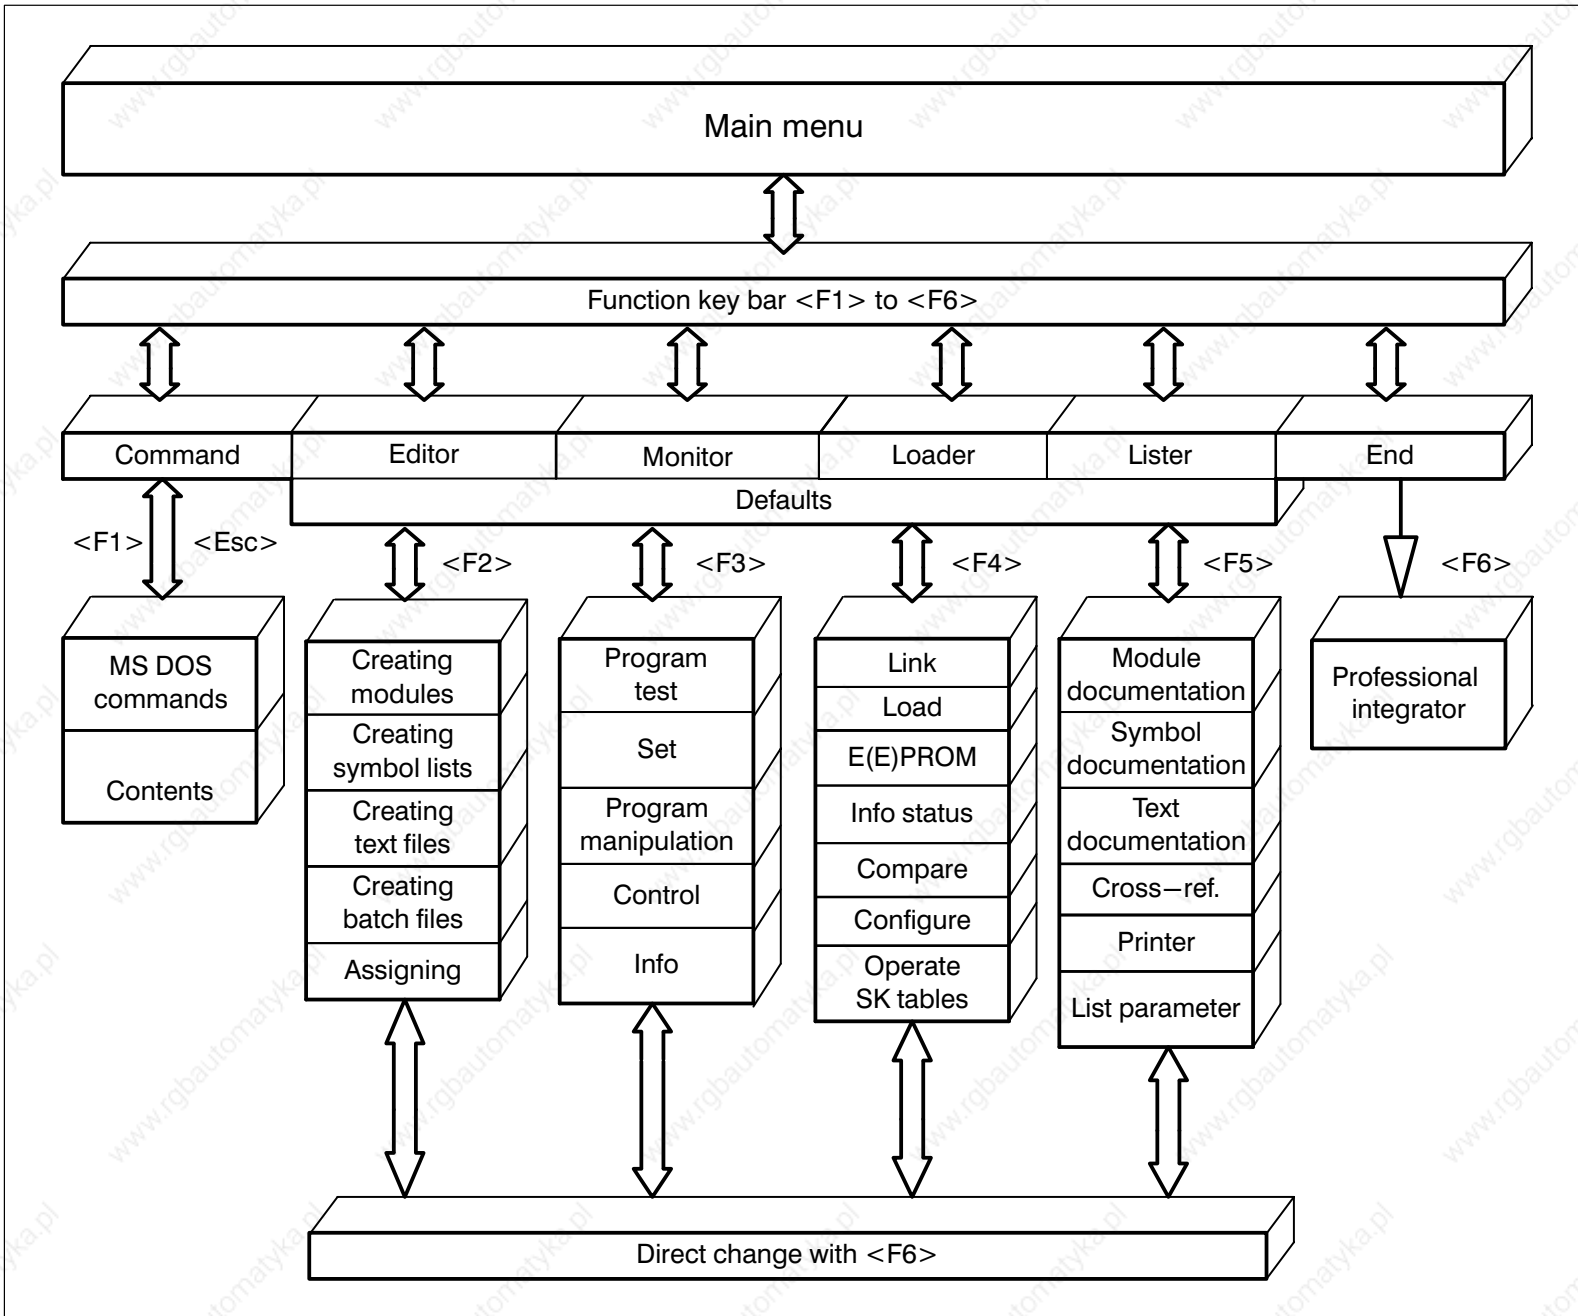 Main menu
Function key bar <F1> to <F6>
Command
Editor
Monitor
Loader
Lister
End
Defaults
<F1>
<Esc>
<F2>
<F3>
<F4>
<F5>
<F6>
MS DOS
commands
Contents
Creating
modules
Creating
symbol lists
Creating
text files
Creating
batch files
Assigning
Program
test
Set
Program
manipulation
Control
Info
Link
Load
E(E)PROM
Info status
Compare
Configure
Operate
SK tables
Module
documentation
Symbol
documentation
Text
documentation
Cross–ref.
Printer
List parameter
Professional
integrator
Direct change with <F6>
www.rgbautomatyka.pl